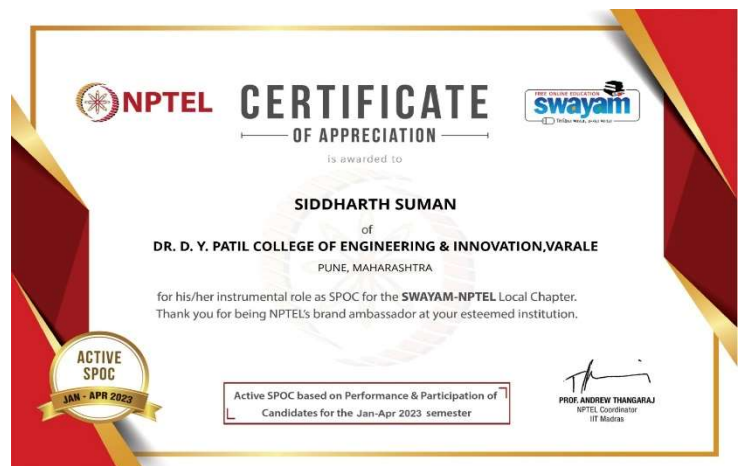 NPTEL
CERTIFICATE
OF APPRECIATION
FREE ONLINE EDUCATION
swayam
is awarded to
SIDDHARTH SUMAN
of
DR. D. Y. PATIL COLLEGE OF ENGINEERING & INNOVATION,VARALE
PUNE, MAHARASHTRA
for his/her instrumental role as SPOC for the SWAYAM-NPTEL Local Chapter.
Thank you for being NPTEL's brand ambassador at your esteemed institution.
ACTIVE
SPOC
JAN - APR 2023
Active SPOC based on Performance & Participation of
Candidates for the Jan-Apr 2023 semester
PROF. ANDREW THANGARAJ
NPTEL Coordinator
IIT Madras